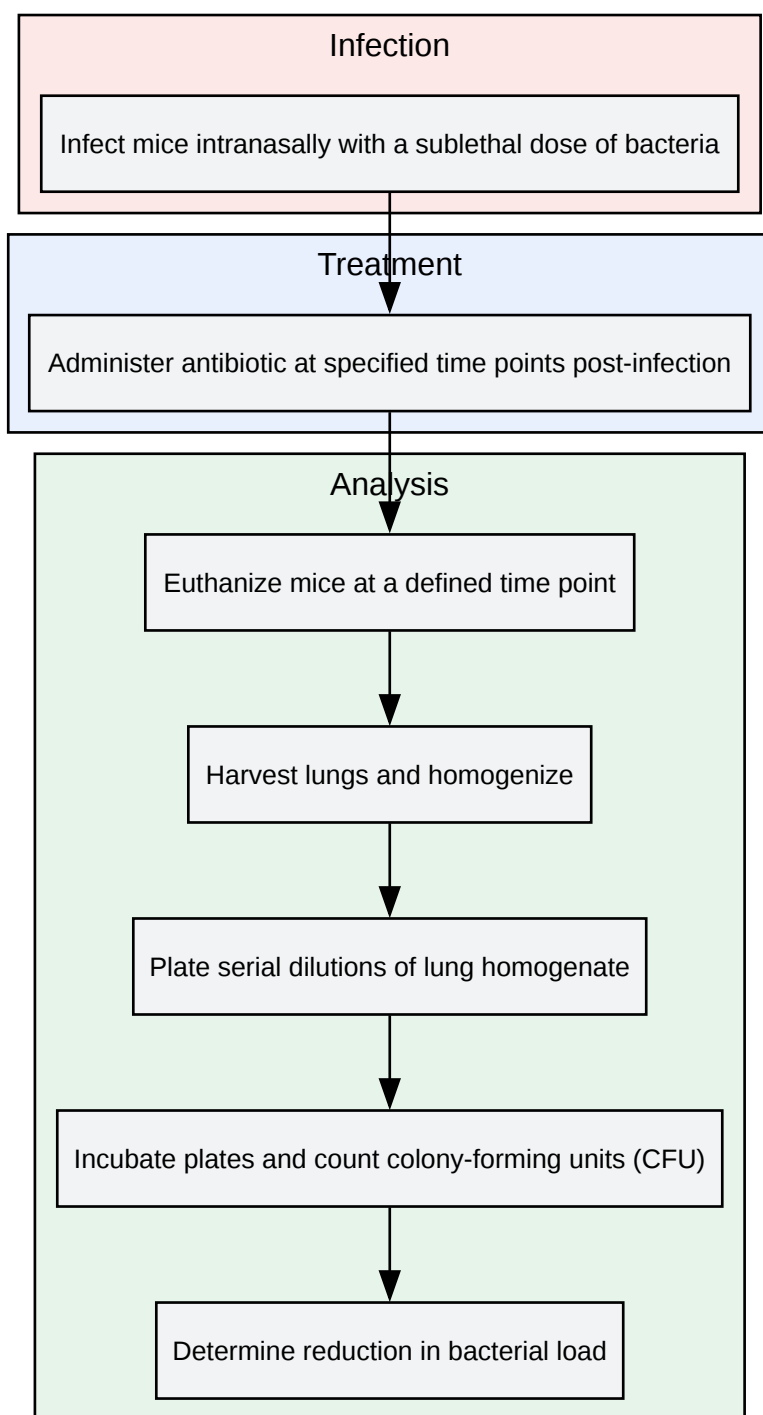 Infection
Infect mice intranasally with a sublethal dose of bacteria
Treatment
Administer antibiotic at specified time points post-infection
Analysis
Euthanize mice at a defined time point
Harvest lungs and homogenize
Plate serial dilutions of lung homogenate
Incubate plates and count colony-forming units (CFU)
Determine reduction in bacterial load